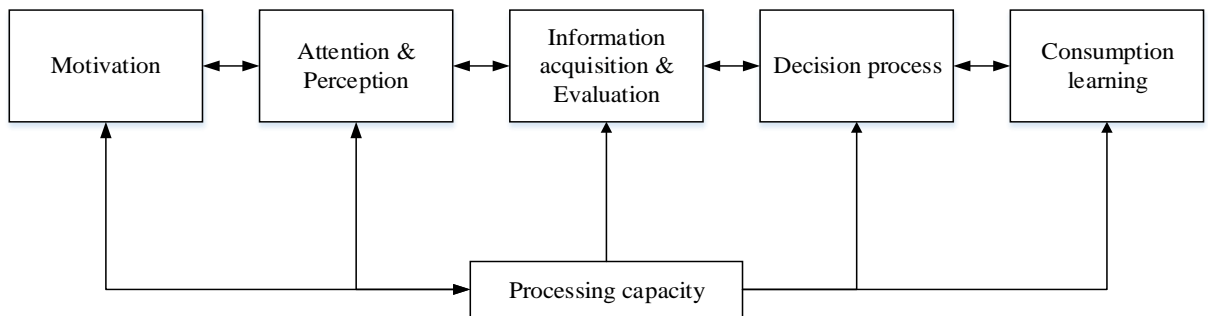 Motivation
Attention &
Perception
Information
acquisition &
Evaluation
Decision process
Consumption
learning
Processing capacity